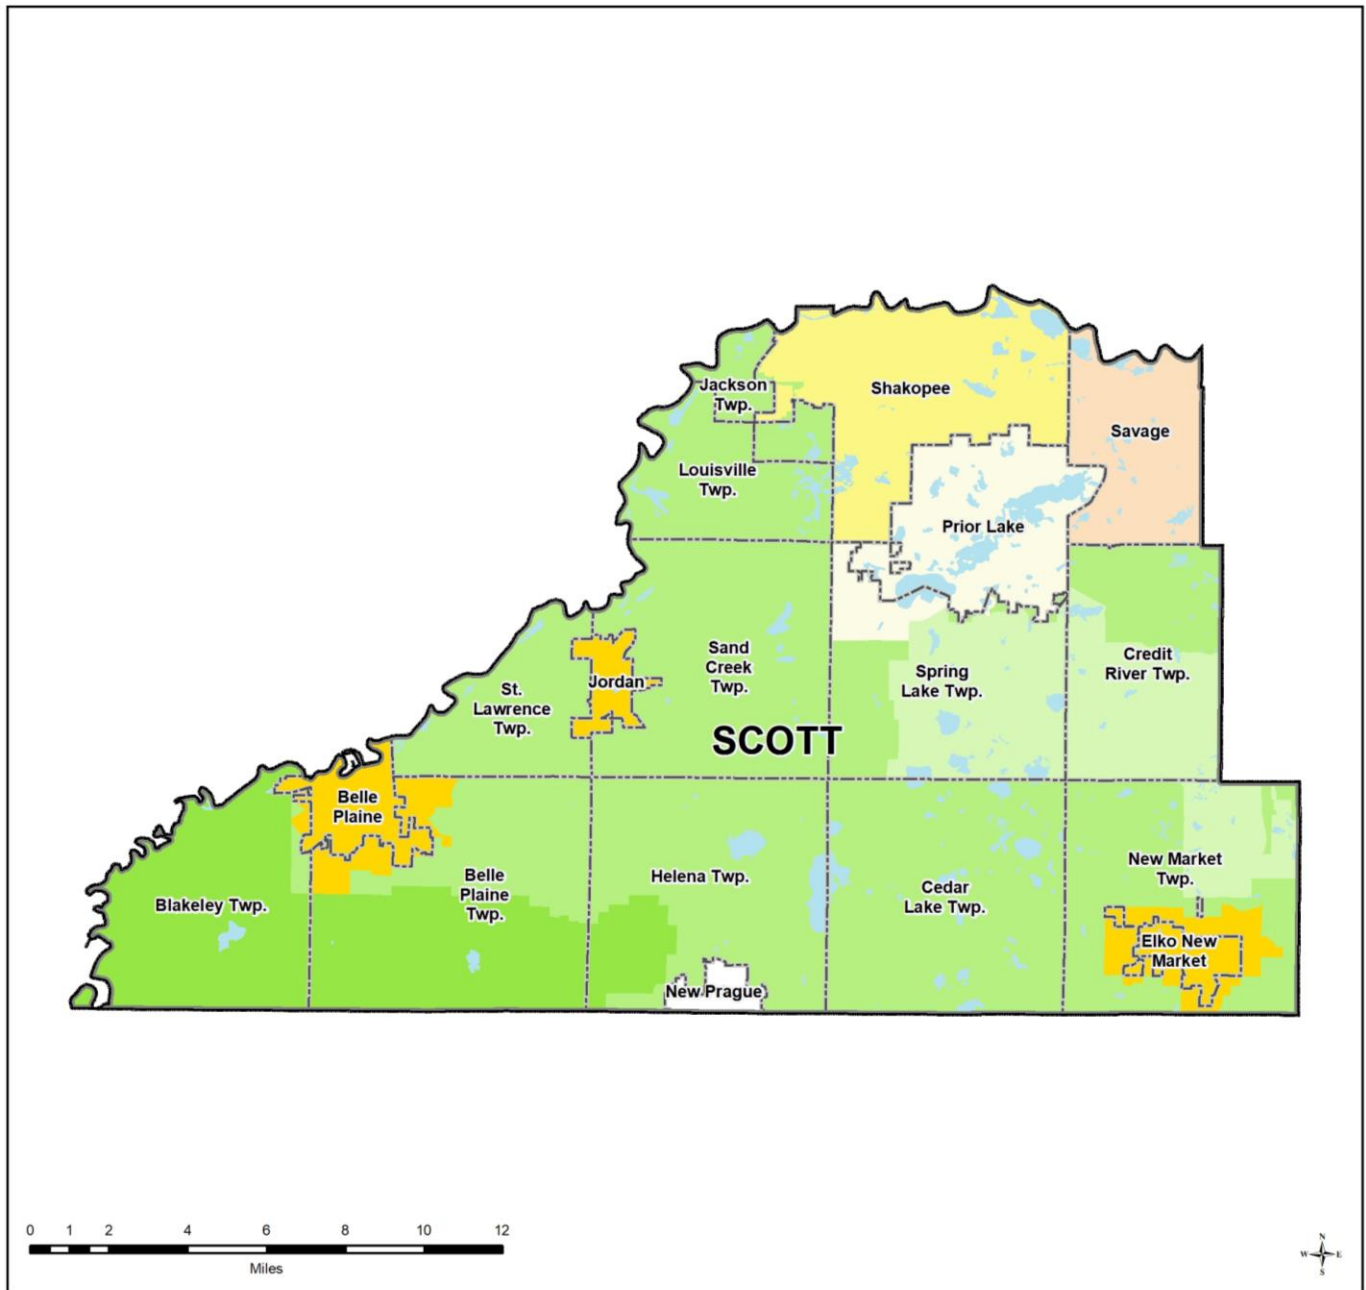 Jackson
Twp.
Shakopee
Savage
Louisville
Twp.
Prior Lake
Sand
Creek
Twp.
Credit
River Twp.
Spring
Lake Twp.
Jordan
St.
Lawrence
Twp.
SCOTT
Belle
Plaine
New Market
Twp.
Belle
Plaine
Twp.
Helena Twp.
Cedar
Lake Twp.
Blakeley Twp.
Elko New
Market
New Prague
0 1 2 4 6 8 10 12
Miles
N
W E
S